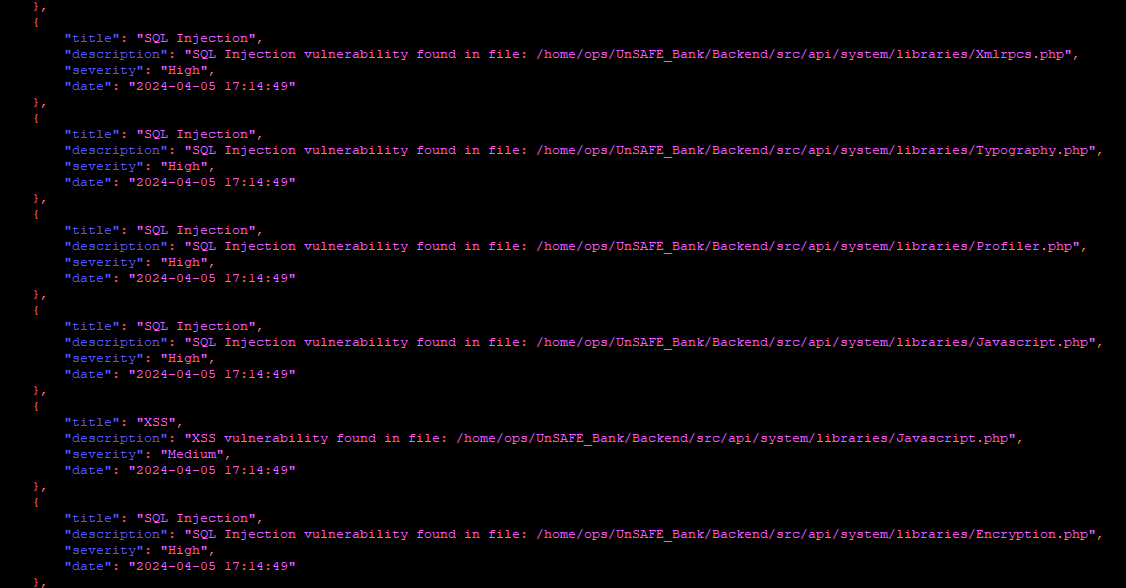 },
{
"title": "SQL Injection",
"description": "SQL Injection vulnerability found in file: /home/ops/UnSAFE_Bank/Backend/src/api/system/libraries/Xmlrpcs.php",
"severity": "High",
"date": "2024-04-05 17:14:49"
},
{
"title": "SQL Injection",
"description": "SQL Injection vulnerability found in file: /home/ops/UnSAFE_Bank/Backend/src/api/system/libraries/Typography.php",
"severity": "High",
"date": "2024-04-05 17:14:49"
},
{
"title": "SQL Injection",
"description": "SQL Injection vulnerability found in file: /home/ops/UnSAFE_Bank/Backend/src/api/system/libraries/Profiler.php",
"severity": "High",
"date": "2024-04-05 17:14:49"
},
{
"title": "SQL Injection",
"description": "SQL Injection vulnerability found in file: /home/ops/UnSAFE_Bank/Backend/src/api/system/libraries/Javascript.php",
"severity": "High",
"date": "2024-04-05 17:14:49"
},
{
"title": "XSS",
"description": "XSS vulnerability found in file: /home/ops/UnSAFE_Bank/Backend/src/api/system/libraries/Javascript.php",
"severity": "Medium",
"date": "2024-04-05 17:14:49"
},
{
"title": "SQL Injection",
"description": "SQL Injection vulnerability found in file: /home/ops/UnSAFE_Bank/Backend/src/api/system/libraries/Encryption.php",
"severity": "High",
"date": "2024-04-05 17:14:49"
},